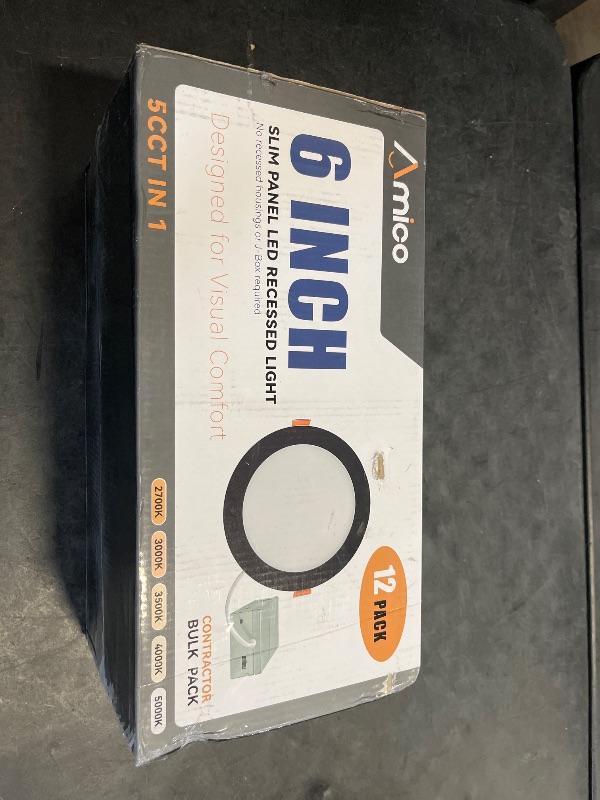 Amico
6 INCH
SLIM PANEL LED RECESSED LIGHT
No recessed housings or J-Box required
Designed for Visual Comfort
5CCT IN 1
12 PACK
CONTRACTOR
BULK PACK
2700K
3000K
3500K
4000K
5000K